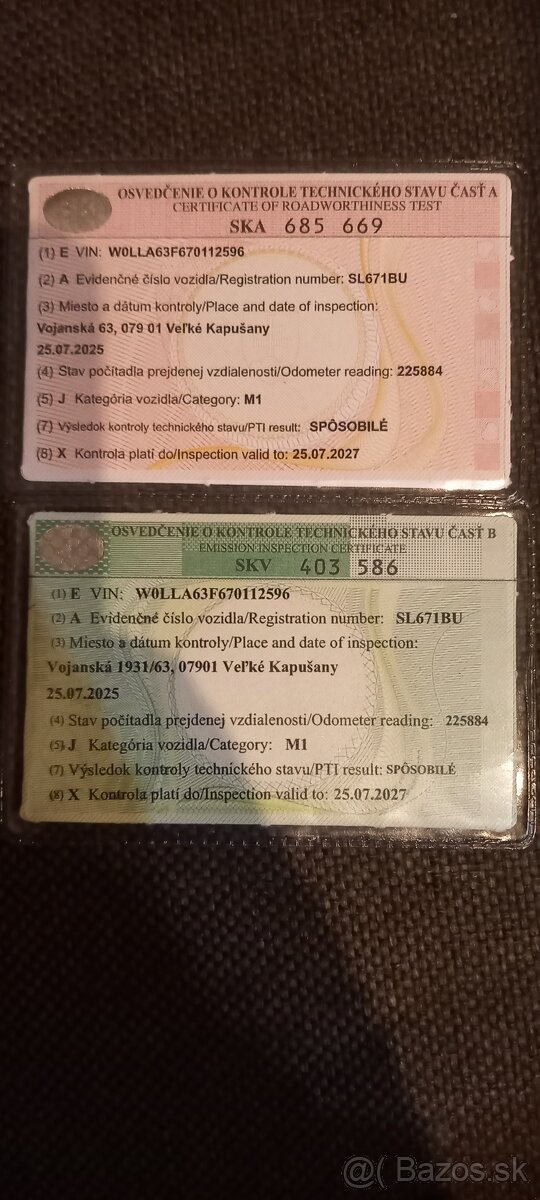 OSVEDČENIE O KONTROLE TECHNICKÉHO STAVU ČASŤ A
CERTIFICATE OF ROADWORTHINESS TEST
SKA 685 669
(1) E VIN: W0LLA63F670112596
(2) A Evidenčné číslo vozidla/Registration number: SL671BU
(3) Miesto a dátum kontroly/Place and date of inspection:
Vojanská 63, 079 01 Veľké Kapušany
25.07.2025
(4) Stav počítadla prejdenej vzdialenosti/Odometer reading: 225884
(5) J Kategória vozidla/Category: M1
(7) Výsledok kontroly technického stavu/PTI result: SPÔSOBILÉ
(8) X Kontrola platí do/Inspection valid to: 25.07.2027
OSVEDČENIE O KONTROLE TECHNICKÉHO STAVU ČASŤ B
EMISSION INSPECTION CERTIFICATE
SKV 403 586
(1) E VIN: W0LLA63F670112596
(2) A Evidenčné číslo vozidla/Registration number: SL671BU
(3) Miesto a dátum kontroly/Place and date of inspection:
Vojanská 1931/63, 07901 Veľké Kapušany
25.07.2025
(4) Stav počítadla prejdenej vzdialenosti/Odometer reading: 225884
(5) J Kategória vozidla/Category: M1
(7) Výsledok kontroly technického stavu/PTI result: SPÔSOBILÉ
(8) X Kontrola platí do/Inspection valid to: 25.07.2027
@( Bazos.sk